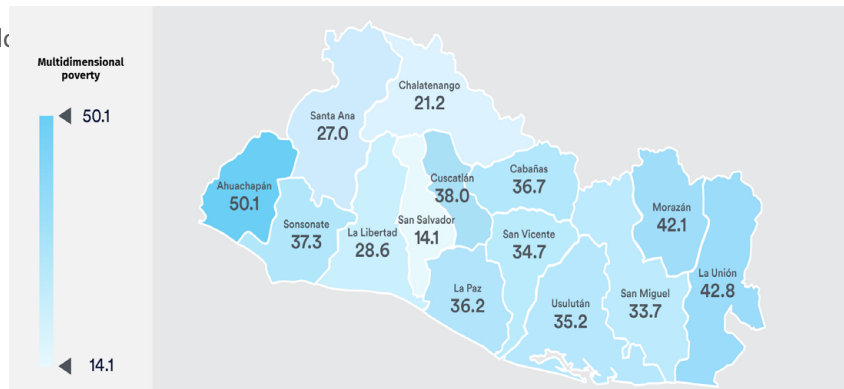 Multidimensional
poverty
50.1
14.1
Chalatenango
21.2
Santa Ana
27.0
Ahuachapán
50.1
Sonsonate
37.3
La Libertad
28.6
San Salvador
14.1
Cuscatlán
38.0
Cabañas
36.7
San Vicente
34.7
La Paz
36.2
Usulután
35.2
San Miguel
33.7
Morazán
42.1
La Unión
42.8